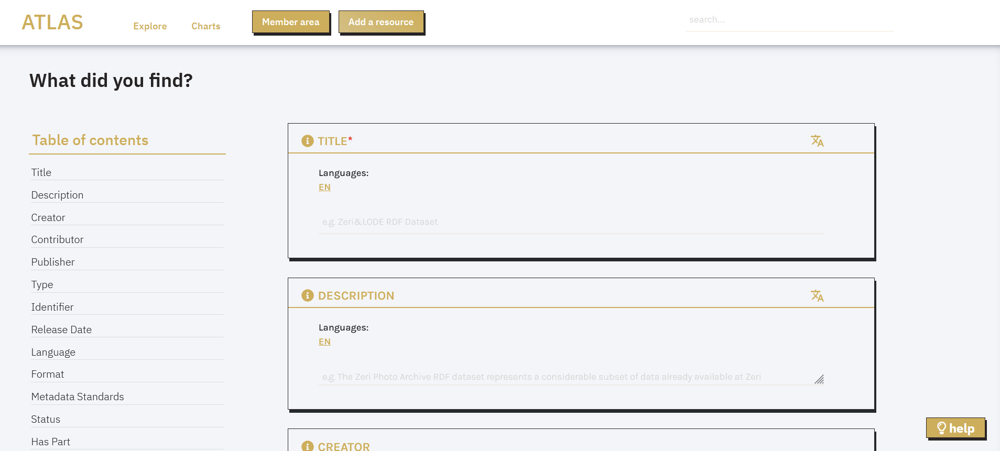 ATLAS
Explore
Charts
Member area
Add a resource
search...
What did you find?
Table of contents
Title
Description
Creator
Contributor
Publisher
Type
Identifier
Release Date
Language
Format
Metadata Standards
Status
Has Part
TITLE*
Languages:
EN
e.g. Zeri&LODE RDF Dataset
DESCRIPTION
Languages:
EN
e.g. The Zeri Photo Archive RDF dataset represents a considerable subset of data already available at Zeri
CREATOR
help